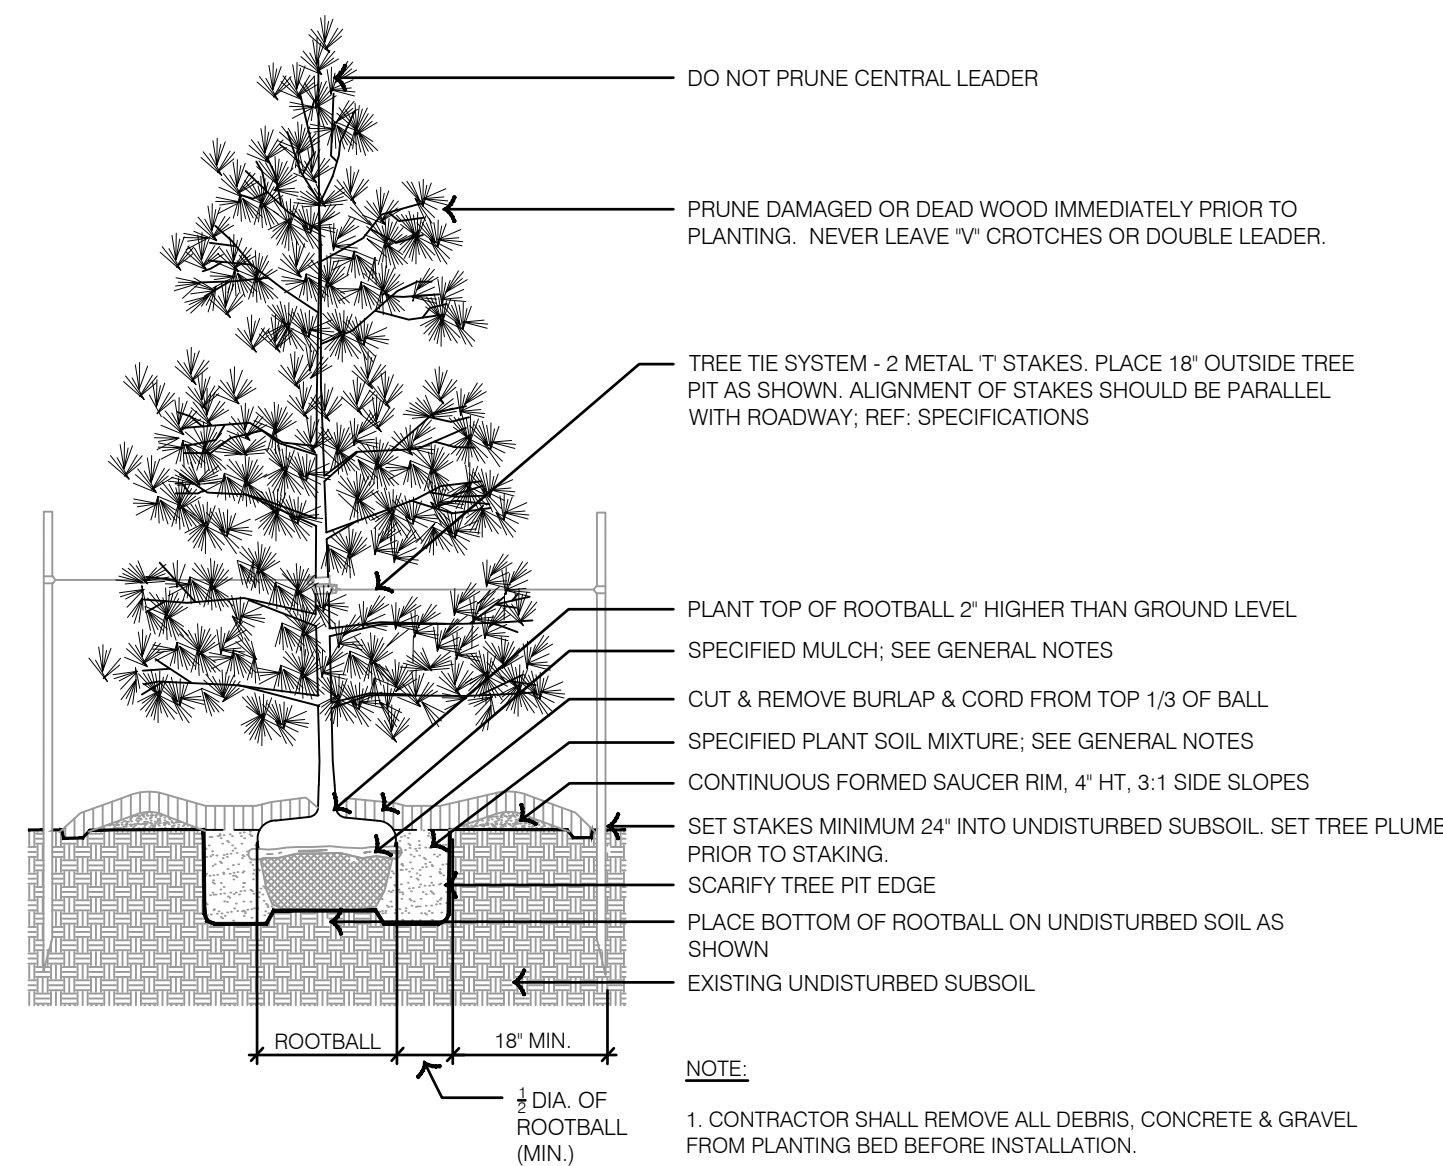 DO NOT PRUNE CENTRAL LEADER
PRUNE DAMAGED OR DEAD WOOD IMMEDIATELY PRIOR TO
PLANTING. NEVER LEAVE "V" CROTCHES OR DOUBLE LEADER.
TREE TIE SYSTEM - 2 METAL 'T' STAKES. PLACE 18" OUTSIDE TREE
PIT AS SHOWN. ALIGNMENT OF STAKES SHOULD BE PARALLEL
WITH ROADWAY; REF: SPECIFICATIONS
PLANT TOP OF ROOTBALL 2" HIGHER THAN GROUND LEVEL
SPECIFIED MULCH; SEE GENERAL NOTES
CUT & REMOVE BURLAP & CORD FROM TOP 1/3 OF BALL
SPECIFIED PLANT SOIL MIXTURE; SEE GENERAL NOTES
CONTINUOUS FORMED SAUCER RIM, 4" HT, 3:1 SIDE SLOPES
SET STAKES MINIMUM 24" INTO UNDISTURBED SUBSOIL. SET TREE PLUMB
PRIOR TO STAKING.
SCARIFY TREE PIT EDGE
PLACE BOTTOM OF ROOTBALL ON UNDISTURBED SOIL AS
SHOWN
EXISTING UNDISTURBED SUBSOIL
ROOTBALL
18" MIN.
½ DIA. OF
ROOTBALL
(MIN.)
NOTE:
1. CONTRACTOR SHALL REMOVE ALL DEBRIS, CONCRETE & GRAVEL
FROM PLANTING BED BEFORE INSTALLATION.